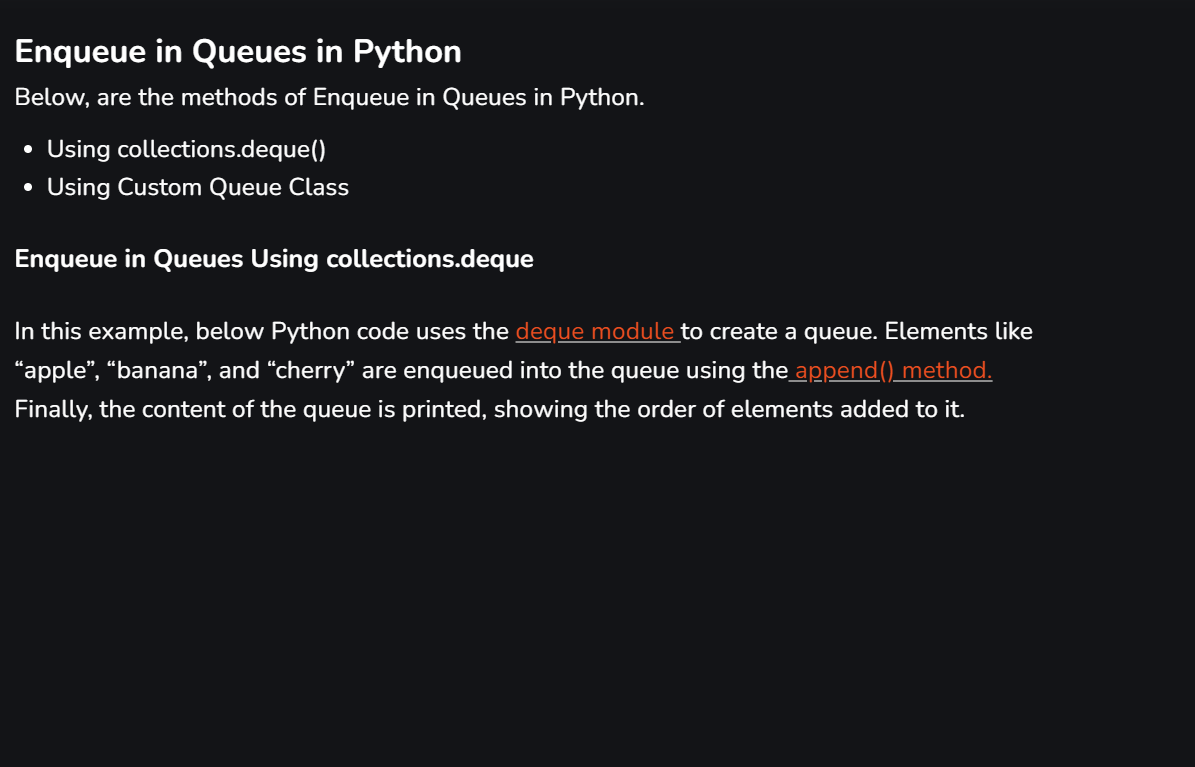 Enqueue in Queues in Python
Below, are the methods of Enqueue in Queues in Python.
• Using collections.deque()
• Using Custom Queue Class
Enqueue in Queues Using collections.deque
In this example, below Python code uses the deque module to create a queue. Elements like
“apple”, “banana”, and “cherry” are enqueued into the queue using the append() method.
Finally, the content of the queue is printed, showing the order of elements added to it.